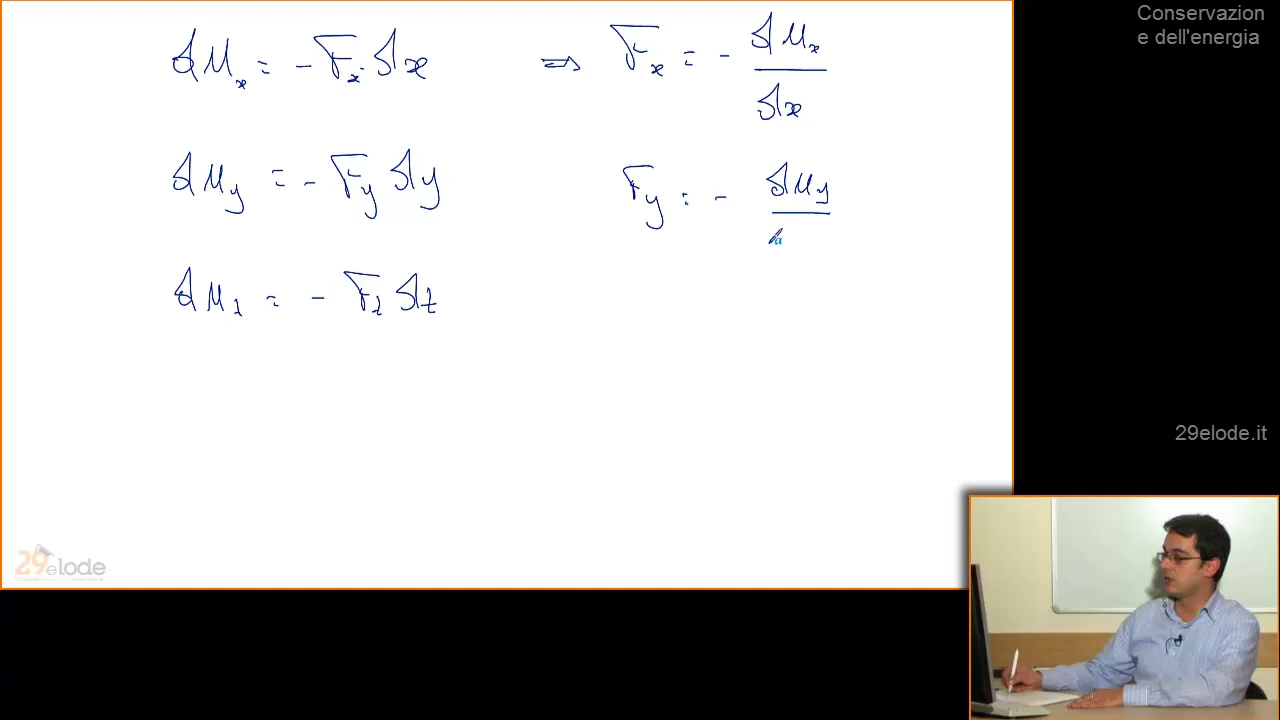 Conservazion
e dell'energia
dU_x = - F_x · dx ⇒ F_x = - dU_x / dx
dU_y = - F_y dy F_y = - dU_y
dU_z = - F_z dz
29elode.it
29elode